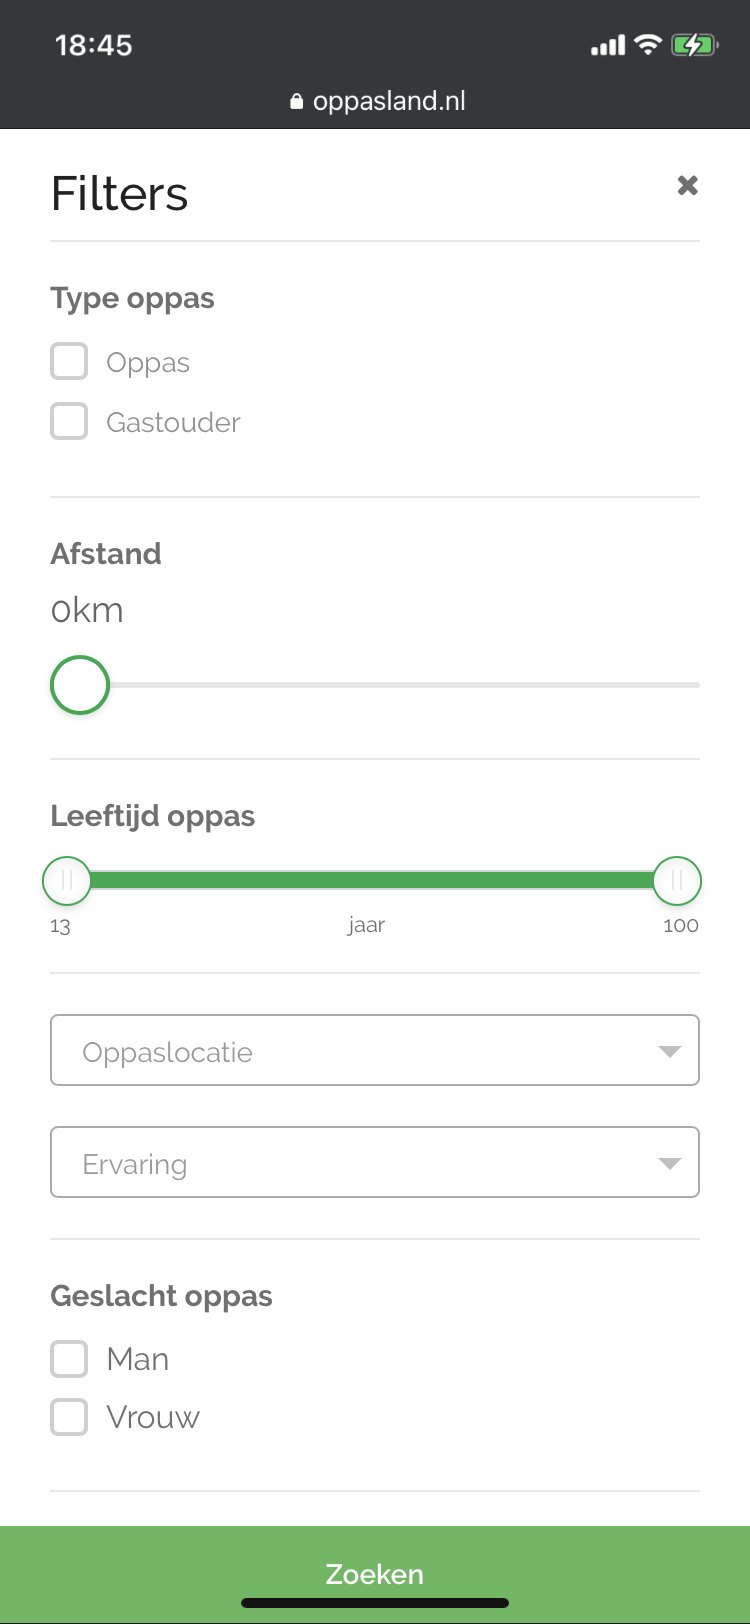 18:45
oppasland.nl
Filters
Type oppas
Oppas
Gastouder
Afstand
0km
Leeftijd oppas
13 jaar 100
Oppaslocatie
Ervaring
Geslacht oppas
Man
Vrouw
Zoeken